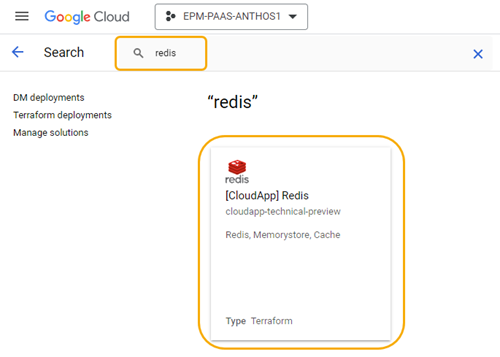 Google Cloud
EPM-PAAS-ANTHOS1
Search
redis
DM deployments
Terraform deployments
Manage solutions
“redis”
redis
[CloudApp] Redis
cloudapp-technical-preview
Redis, Memorystore, Cache
Type Terraform